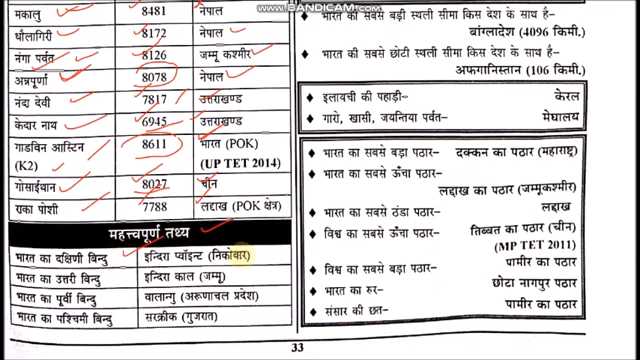 www.BANDICAM.com
मकालु 8481 नेपाल
धौलागिरी 8172 नेपाल
नंगा पर्वत 8126 जम्मू कश्मीर
अन्नपूर्णा 8078 नेपाल
नंदा देवी 7817 उत्तराखण्ड
केदार नाथ 6945 उत्तराखण्ड
गाडविन आस्टिन (K2) 8611 भारत (POK) (UP TET 2014)
गोसाईथान 8027 चीन
राका पोशी 7788 लद्दाख (POK क्षेत्र)
महत्त्वपूर्ण तथ्य
भारत का दक्षिणी बिन्दु इन्दिरा प्वॉइन्ट (निकोबार)
भारत का उत्तरी बिन्दु इन्दिरा काल (जम्मू)
भारत का पूर्वी बिन्दु वालान्गु (अरूणाचल प्रदेश)
भारत का पश्चिमी बिन्दु सरक्रीक (गुजरात)
भारत की सबसे बड़ी स्थली सीमा किस देश के साथ है-
बांग्लादेश (4096 किमी.)
भारत की सबसे छोटी स्थली सीमा किस देश के साथ है-
अफगानिस्तान (106 किमी.)
इलायची की पहाड़ी- केरल
गारो, खासी, जयन्तिया पर्वत- मेघालय
भारत का सबसे बड़ा पठार- दक्कन का पठार (महाराष्ट्र)
भारत का सबसे ऊँचा पठार-
लद्दाख का पठार (जम्मूकश्मीर)
भारत का सबसे ठंडा पठार- लद्दाख
विश्व का सबसे ऊँचा पठार- तिब्बत का पठार (चीन)
(MP TET 2011)
विश्व का सबसे बड़ा पठार- पामीर का पठार
भारत का रुर- छोटा नागपुर पठार
संसार की छत- पामीर का पठार
33